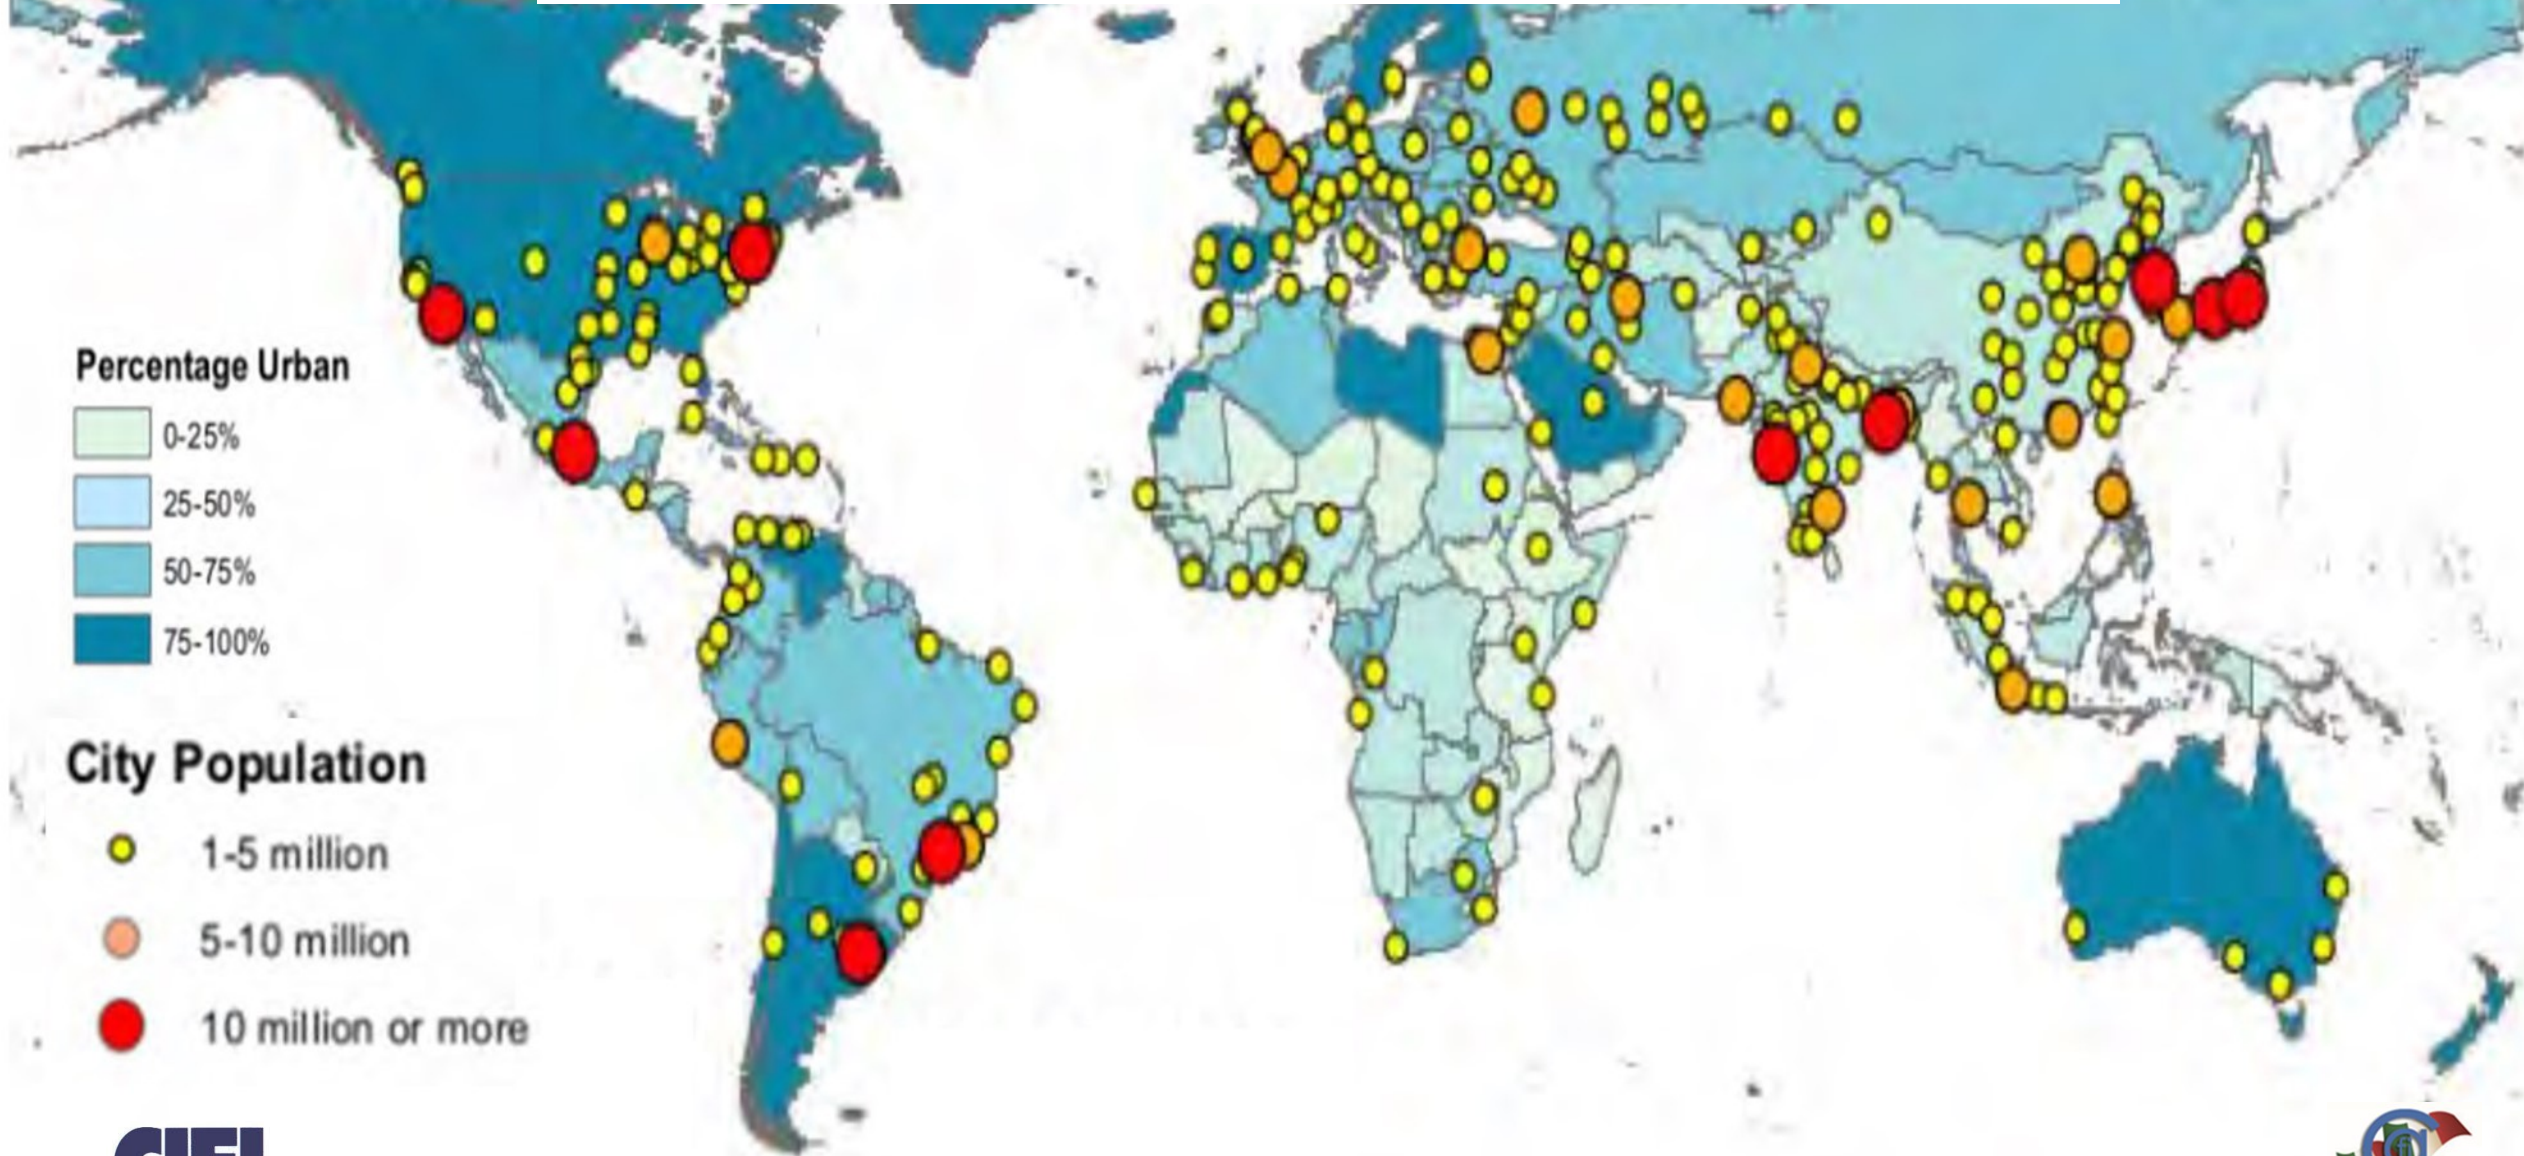 Percentage Urban
0-25%
25-50%
50-75%
75-100%
City Population
1-5 million
5-10 million
10 million or more